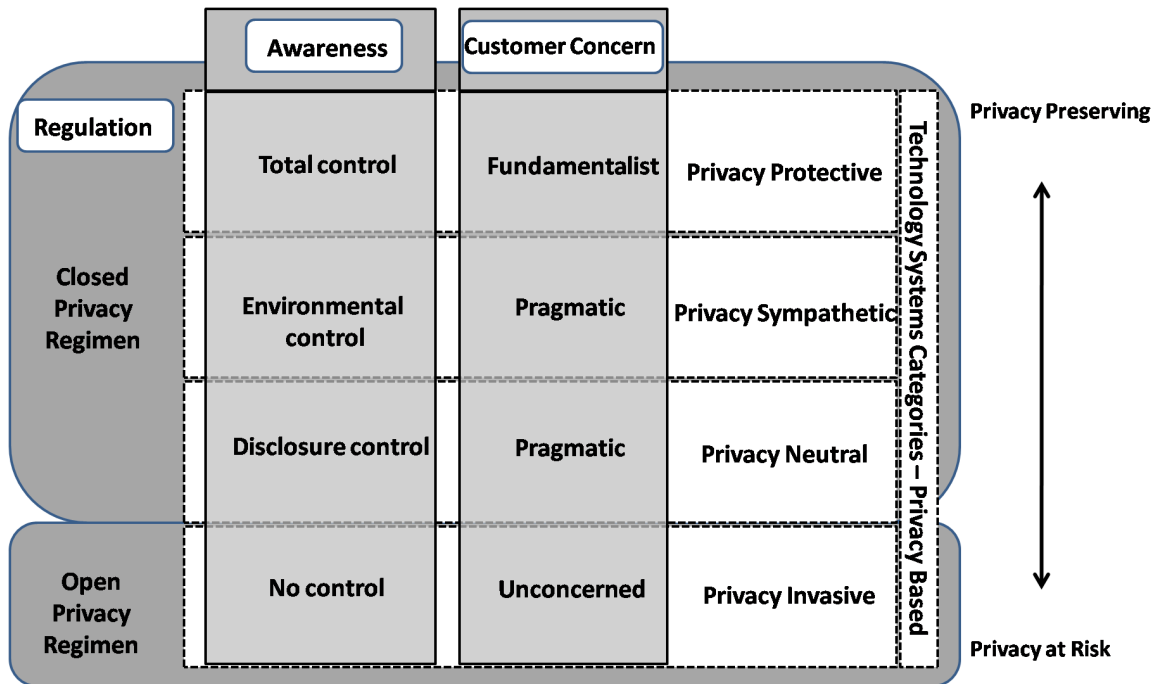 Awareness
Customer Concern
Regulation
Privacy Preserving
Total control
Fundamentalist
Privacy Protective
Technology Systems Categories – Privacy Based
Closed
Privacy
Regimen
Environmental
control
Pragmatic
Privacy Sympathetic
Disclosure control
Pragmatic
Privacy Neutral
Open
Privacy
Regimen
No control
Unconcerned
Privacy Invasive
Privacy at Risk